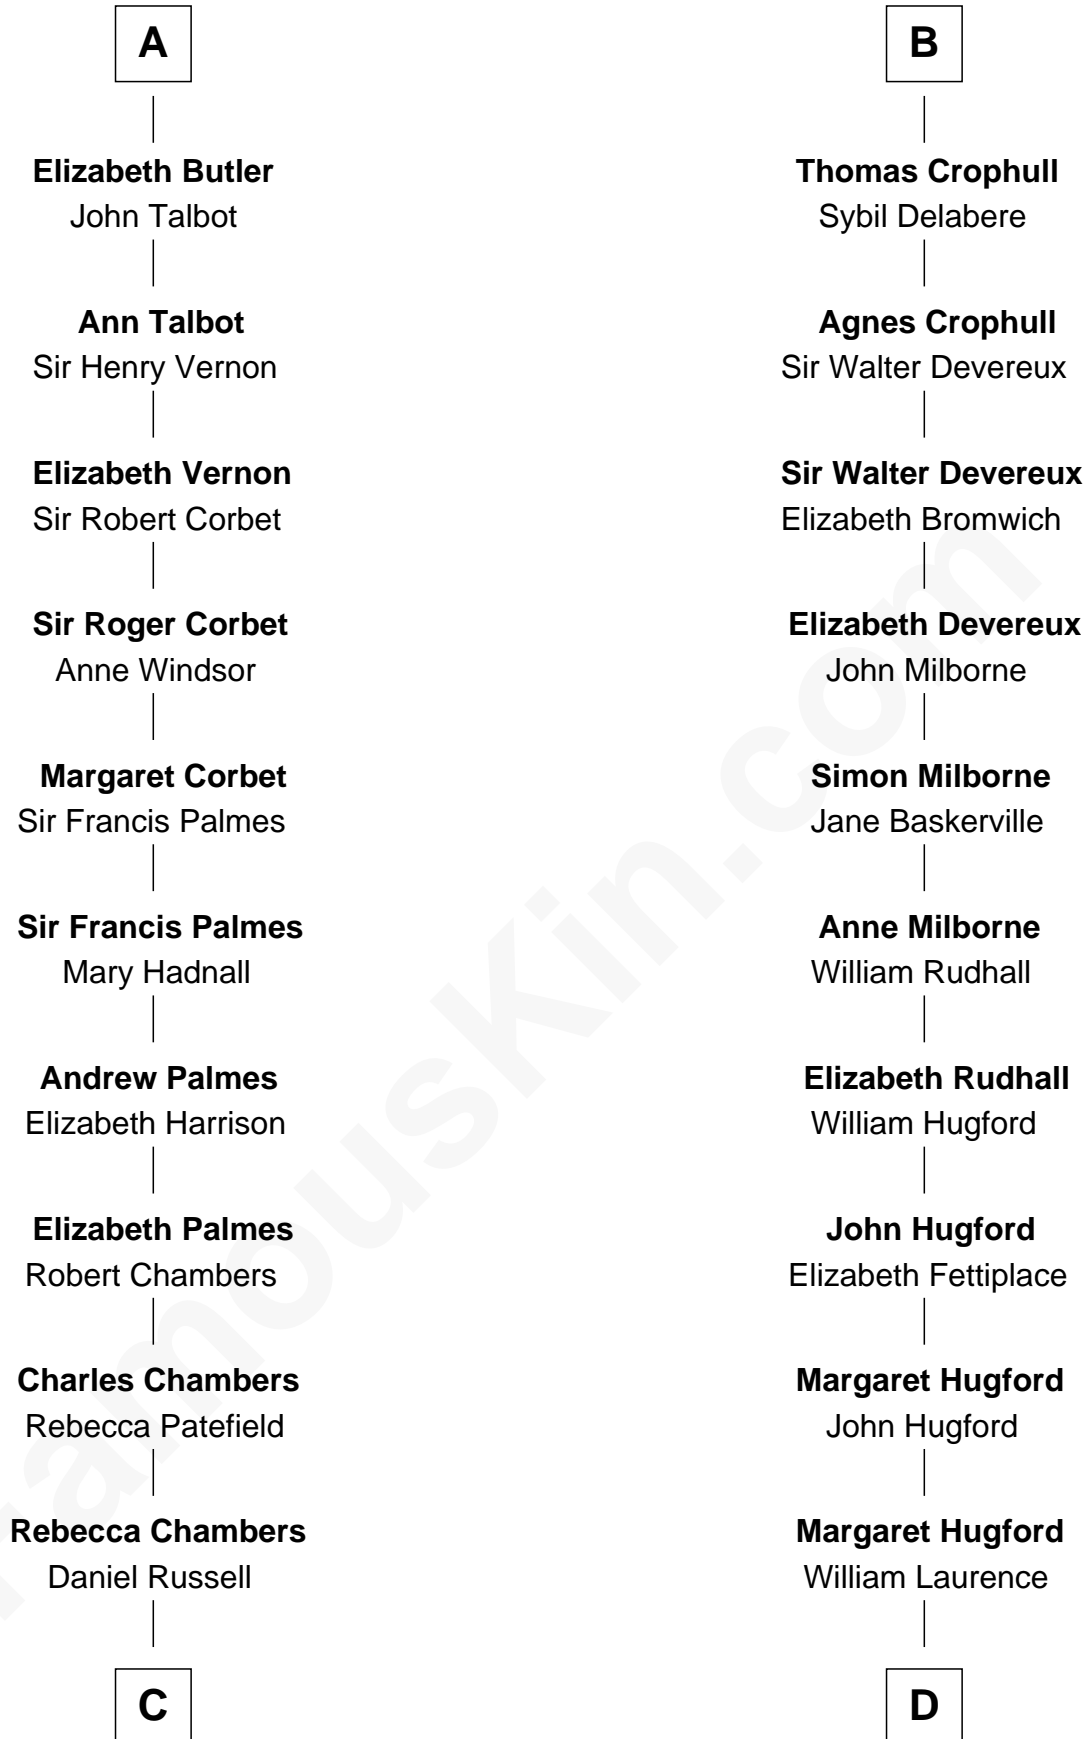 A
Elizabeth Butler
John Talbot
Ann Talbot
Sir Henry Vernon
Elizabeth Vernon
Sir Robert Corbet
Sir Roger Corbet
Anne Windsor
Margaret Corbet
Sir Francis Palmes
Sir Francis Palmes
Mary Hadnall
Andrew Palmes
Elizabeth Harrison
Elizabeth Palmes
Robert Chambers
Charles Chambers
Rebecca Patefield
Rebecca Chambers
Daniel Russell
C
B
Thomas Crophull
Sybil Delabere
Agnes Crophull
Sir Walter Devereux
Sir Walter Devereux
Elizabeth Bromwich
Elizabeth Devereux
John Milborne
Simon Milborne
Jane Baskerville
Anne Milborne
William Rudhall
Elizabeth Rudhall
William Hugford
John Hugford
Elizabeth Fettiplace
Margaret Hugford
John Hugford
Margaret Hugford
William Laurence
D
FamousKin.com